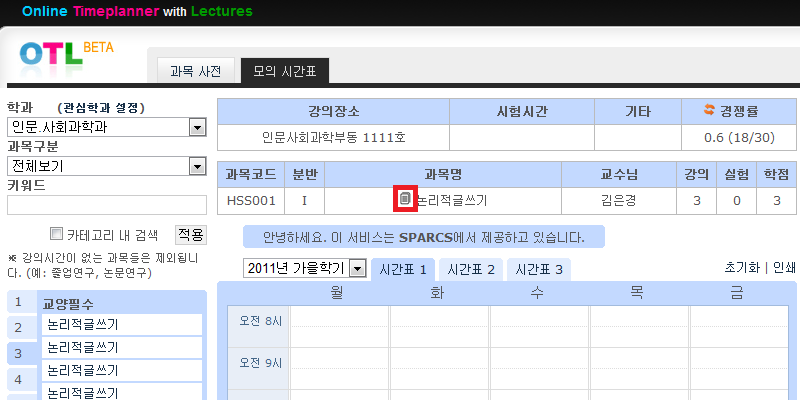 Online Timeplanner with Lectures
OTL BETA
과목 사전
모의 시간표
학과 (관심학과 설정)
인문.사회과학과
과목구분
전체보기
키워드
카테고리 내 검색
적용
※ 강의시간이 없는 과목들은 제외됩니
다. (예: 졸업연구, 논문연구)
1
2
3
4
교양필수
논리적글쓰기
논리적글쓰기
논리적글쓰기
논리적글쓰기
강의장소 시험시간 기타 경쟁률
인문사회과학부동 1111호 0.6 (18/30)
과목코드 분반 과목명 교수님 강의 실험 학점
HSS001 I 논리적글쓰기 김은경 3 0 3
안녕하세요. 이 서비스는 SPARCS에서 제공하고 있습니다.
2011년 가을학기
시간표 1
시간표 2
시간표 3
초기화 | 인쇄
월 화 수 목 금
오전 8시
오전 9시